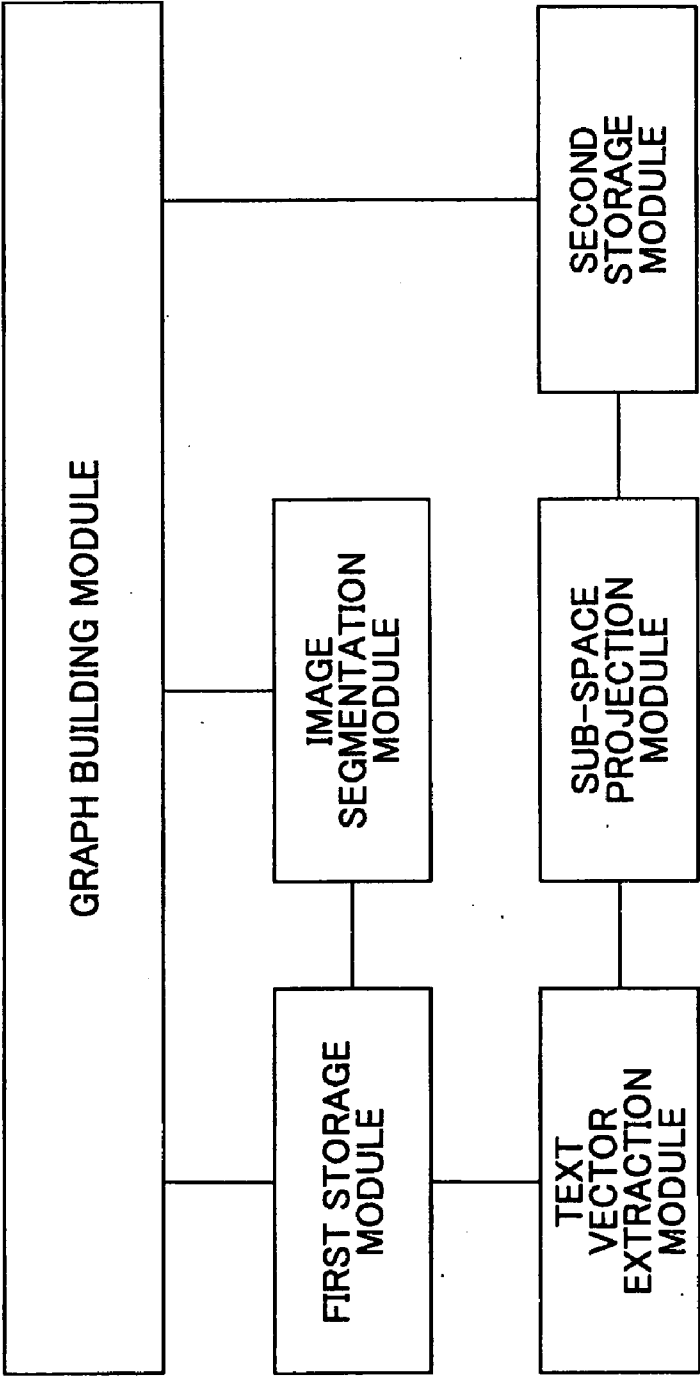 GRAPH BUILDING MODULE
FIRST STORAGE
MODULE
IMAGE
SEGMENTATION
MODULE
TEXT
VECTOR
EXTRACTION
MODULE
SUB-SPACE
PROJECTION
MODULE
SECOND
STORAGE
MODULE